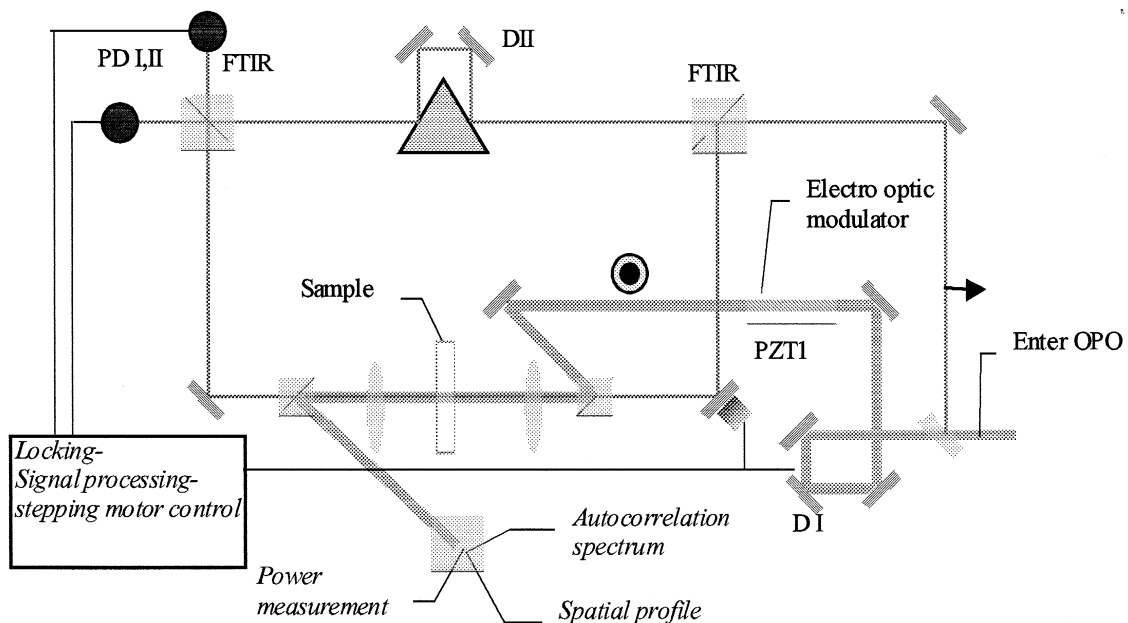 DII
PD I,II
FTIR
FTIR
Electro optic
modulator
Sample
PZT1
Enter OPO
Locking-
Signal processing-
stepping motor control
D I
Autocorrelation
spectrum
Power
measurement
Spatial profile